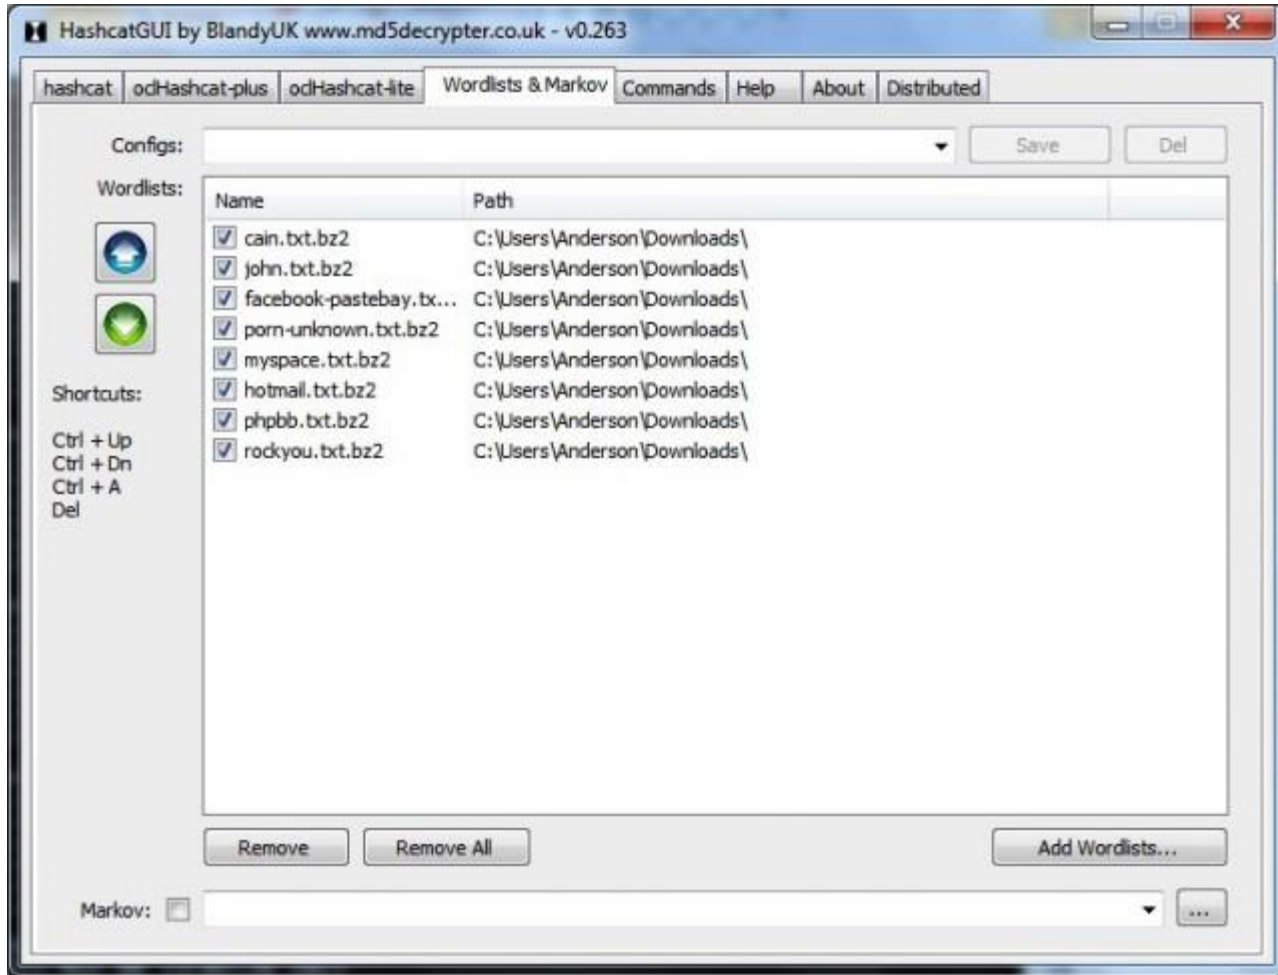 HashcatGUI by BlandyUK www.md5decrypter.co.uk - v0.263
hashcat oclHashcat-plus oclHashcat-lite Wordlists & Markov Commands Help About Distributed
Configs: Save Del
Wordlists: Name Path
cain.txt.bz2 C:\Users\Anderson\Downloads\
john.txt.bz2 C:\Users\Anderson\Downloads\
facebook-pastebay.tx... C:\Users\Anderson\Downloads\
porn-unknown.txt.bz2 C:\Users\Anderson\Downloads\
myspace.txt.bz2 C:\Users\Anderson\Downloads\
hotmail.txt.bz2 C:\Users\Anderson\Downloads\
phpbb.txt.bz2 C:\Users\Anderson\Downloads\
rockyou.txt.bz2 C:\Users\Anderson\Downloads\
Shortcuts:
Ctrl + Up
Ctrl + Dn
Ctrl + A
Del
Remove Remove All Add Wordlists...
Markov: ...